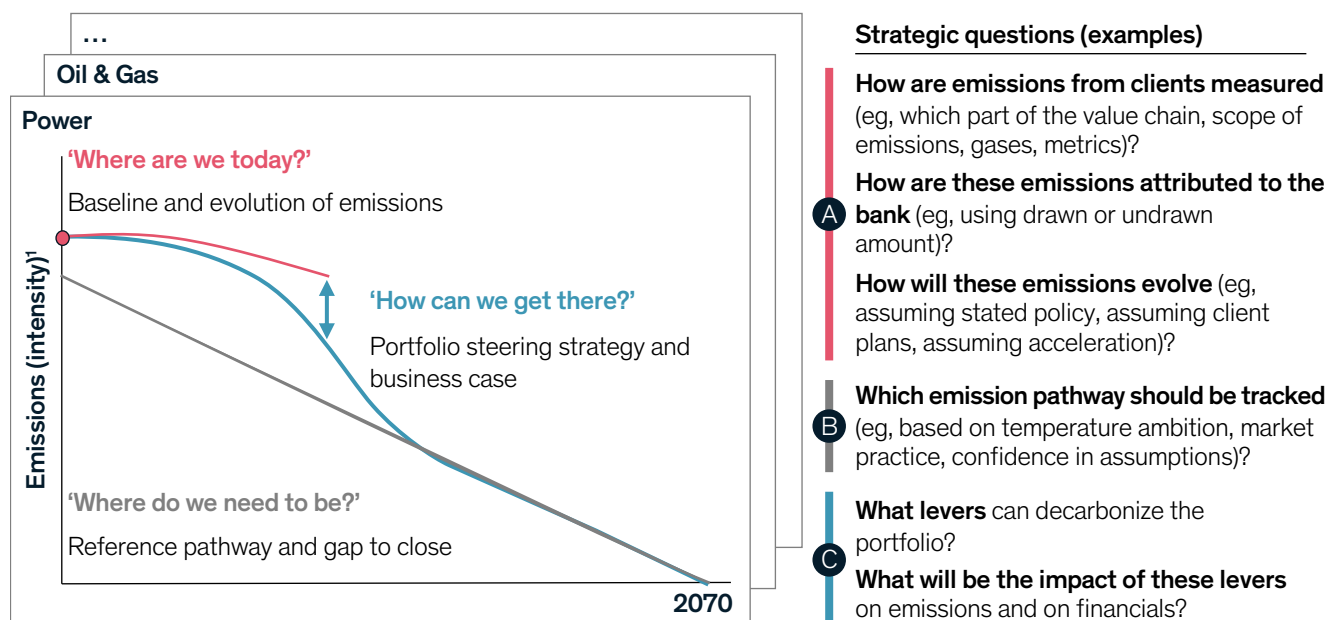 ...
Oil & Gas
Power
'Where are we today?'
Baseline and evolution of emissions
'How can we get there?'
Portfolio steering strategy and
business case
'Where do we need to be?'
Reference pathway and gap to close
Emissions (intensity)¹
2070
Strategic questions (examples)
A
How are emissions from clients measured
(eg, which part of the value chain, scope of
emissions, gases, metrics)?
How are these emissions attributed to the
bank (eg, using drawn or undrawn
amount)?
How will these emissions evolve (eg,
assuming stated policy, assuming client
plans, assuming acceleration)?
B
Which emission pathway should be tracked
(eg, based on temperature ambition, market
practice, confidence in assumptions)?
C
What levers can decarbonize the
portfolio?
What will be the impact of these levers
on emissions and on financials?